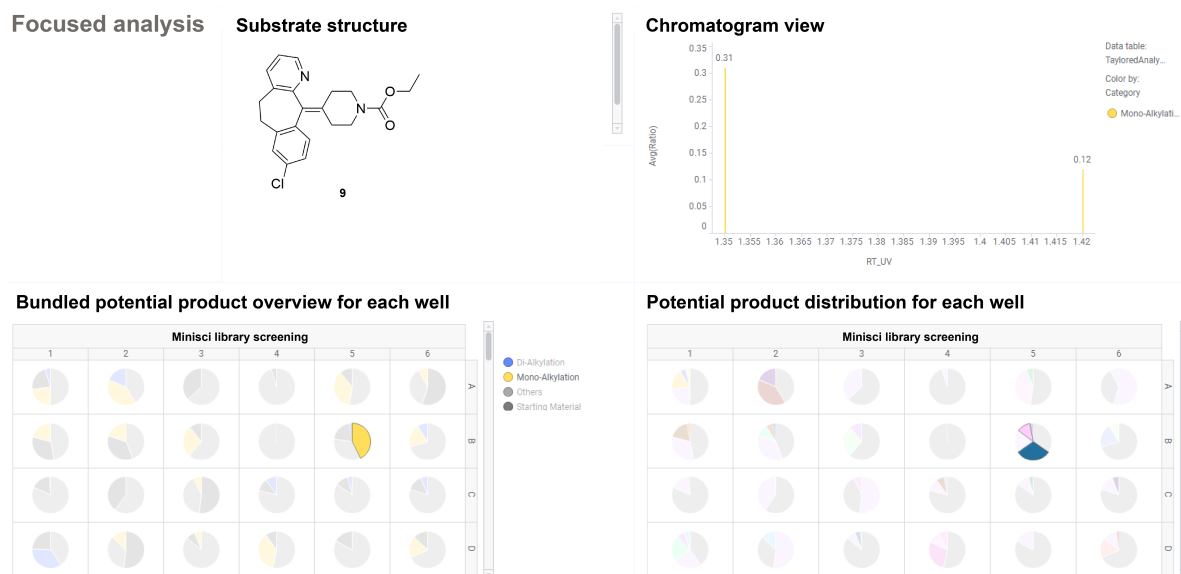 Focused analysis
Substrate structure
N
N
O
O
Cl
9
Chromatogram view
Avg(Ratio)
0.35
0.3
0.25
0.2
0.15
0.1
0.05
0
0.31
0.12
1.35 1.355 1.36 1.365 1.37 1.375 1.38 1.385 1.39 1.395 1.4 1.405 1.41 1.415 1.42
RT_UV
Data table:
TayloredAnaly...
Color by:
Category
Mono-Alkylati...
Bundled potential product overview for each well
Minisci library screening
1 2 3 4 5 6
A
B
C
D
Di-Alkylation
Mono-Alkylation
Others
Starting Material
Potential product distribution for each well
Minisci library screening
1 2 3 4 5 6
A
B
C
D